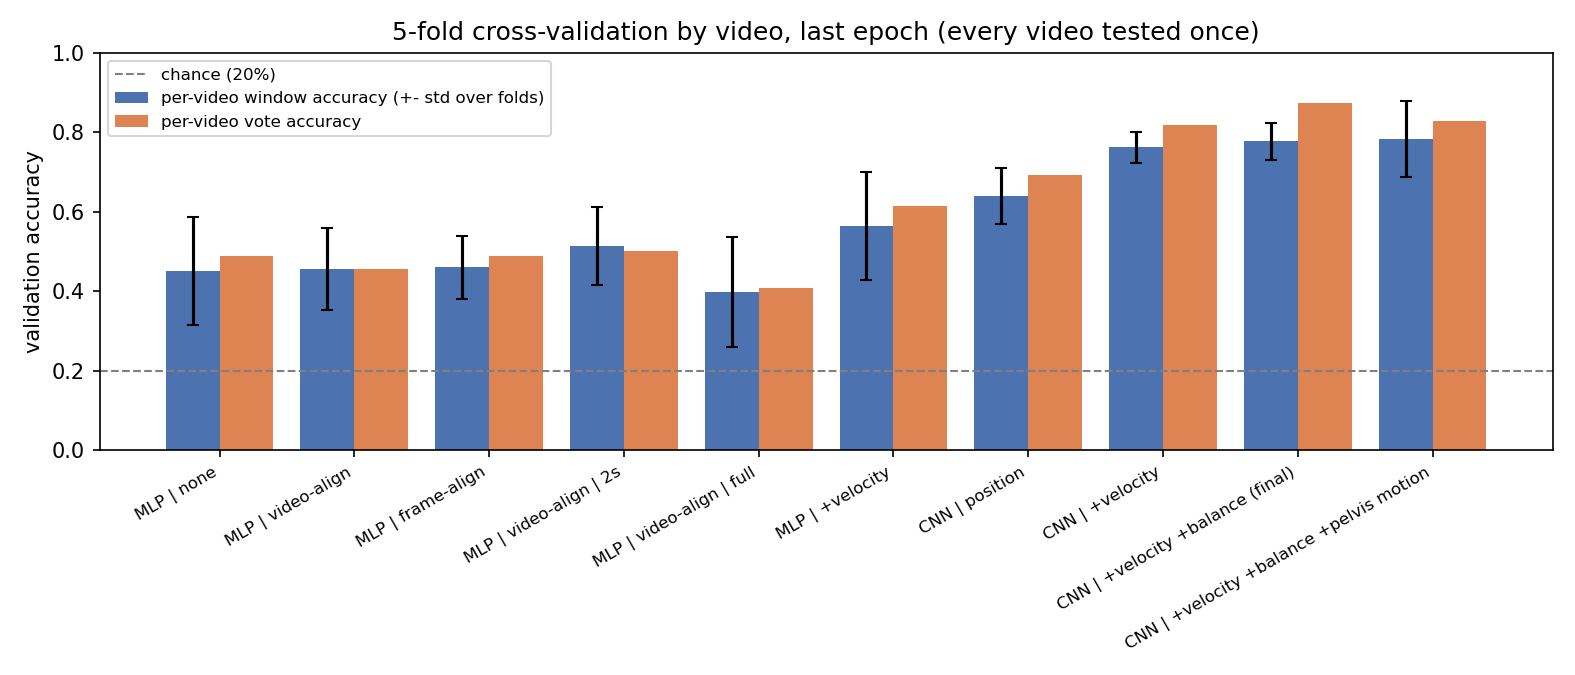 5-fold cross-validation by video, last epoch (every video tested once)
chance (20%)
per-video window accuracy (+- std over folds)
per-video vote accuracy
validation accuracy
1.0
0.8
0.6
0.4
0.2
0.0
MLP | none
MLP | video-align
MLP | frame-align
MLP | video-align | 2s
MLP | video-align | full
MLP | +velocity
CNN | position
CNN | +velocity
CNN | +velocity +balance (final)
CNN | +velocity +balance +pelvis motion